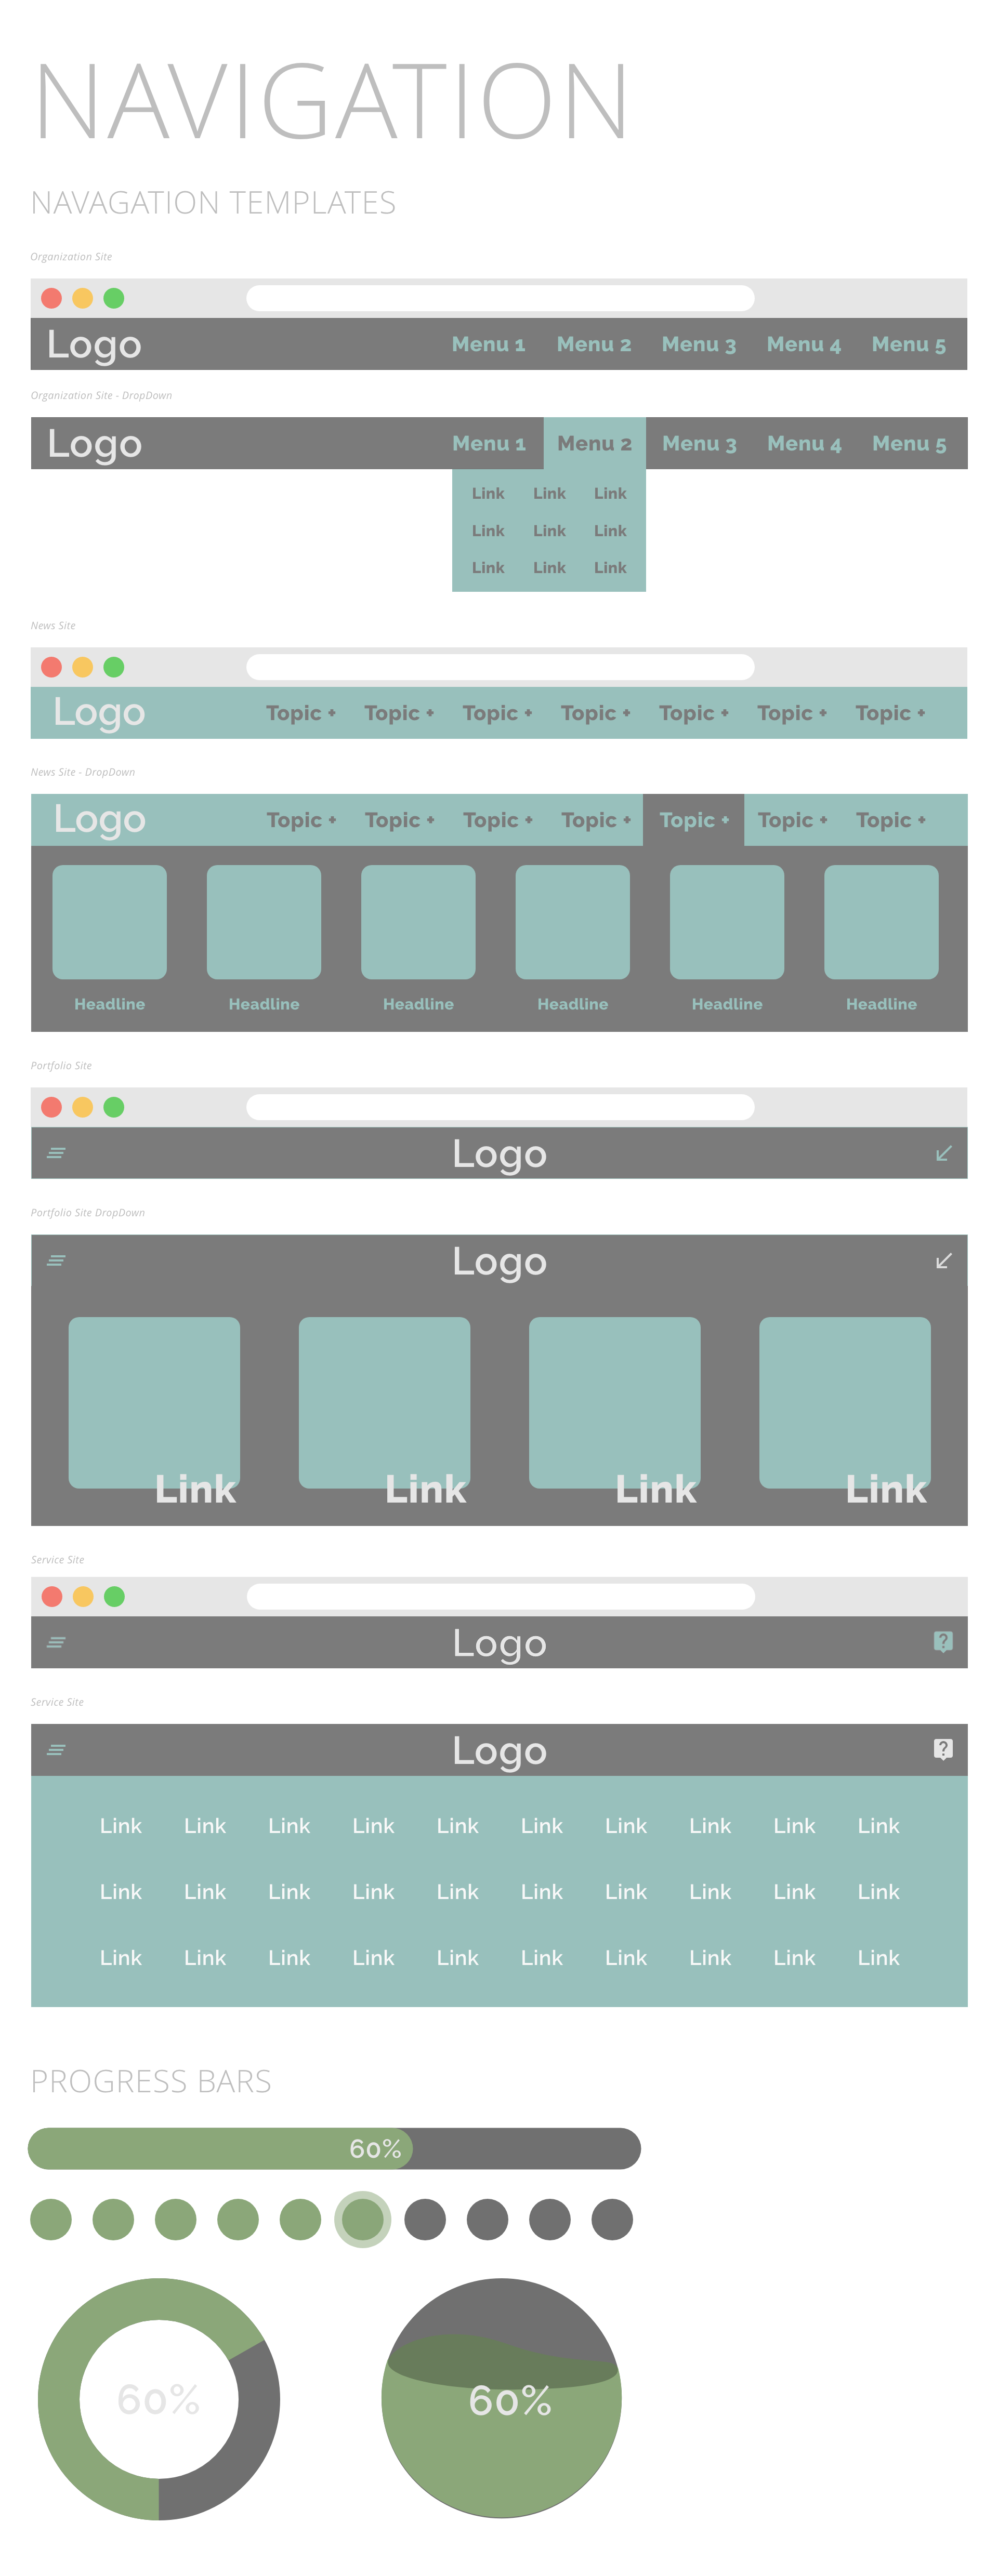 NAVIGATION
NAVAGATION TEMPLATES
Organization Site
Logo Menu 1 Menu 2 Menu 3 Menu 4 Menu 5
Organization Site - DropDown
Logo Menu 1 Menu 2 Menu 3 Menu 4 Menu 5
Link Link Link
Link Link Link
Link Link Link
News Site
Logo Topic + Topic + Topic + Topic + Topic + Topic + Topic +
News Site - DropDown
Logo Topic + Topic + Topic + Topic + Topic + Topic + Topic +
Headline Headline Headline Headline Headline Headline
Portfolio Site
Logo
Portfolio Site DropDown
Logo
Link Link Link Link
Service Site
Logo ?
Service Site
Logo ?
Link Link Link Link Link Link Link Link Link Link
Link Link Link Link Link Link Link Link Link Link
Link Link Link Link Link Link Link Link Link Link
PROGRESS BARS
60%
60% 60%